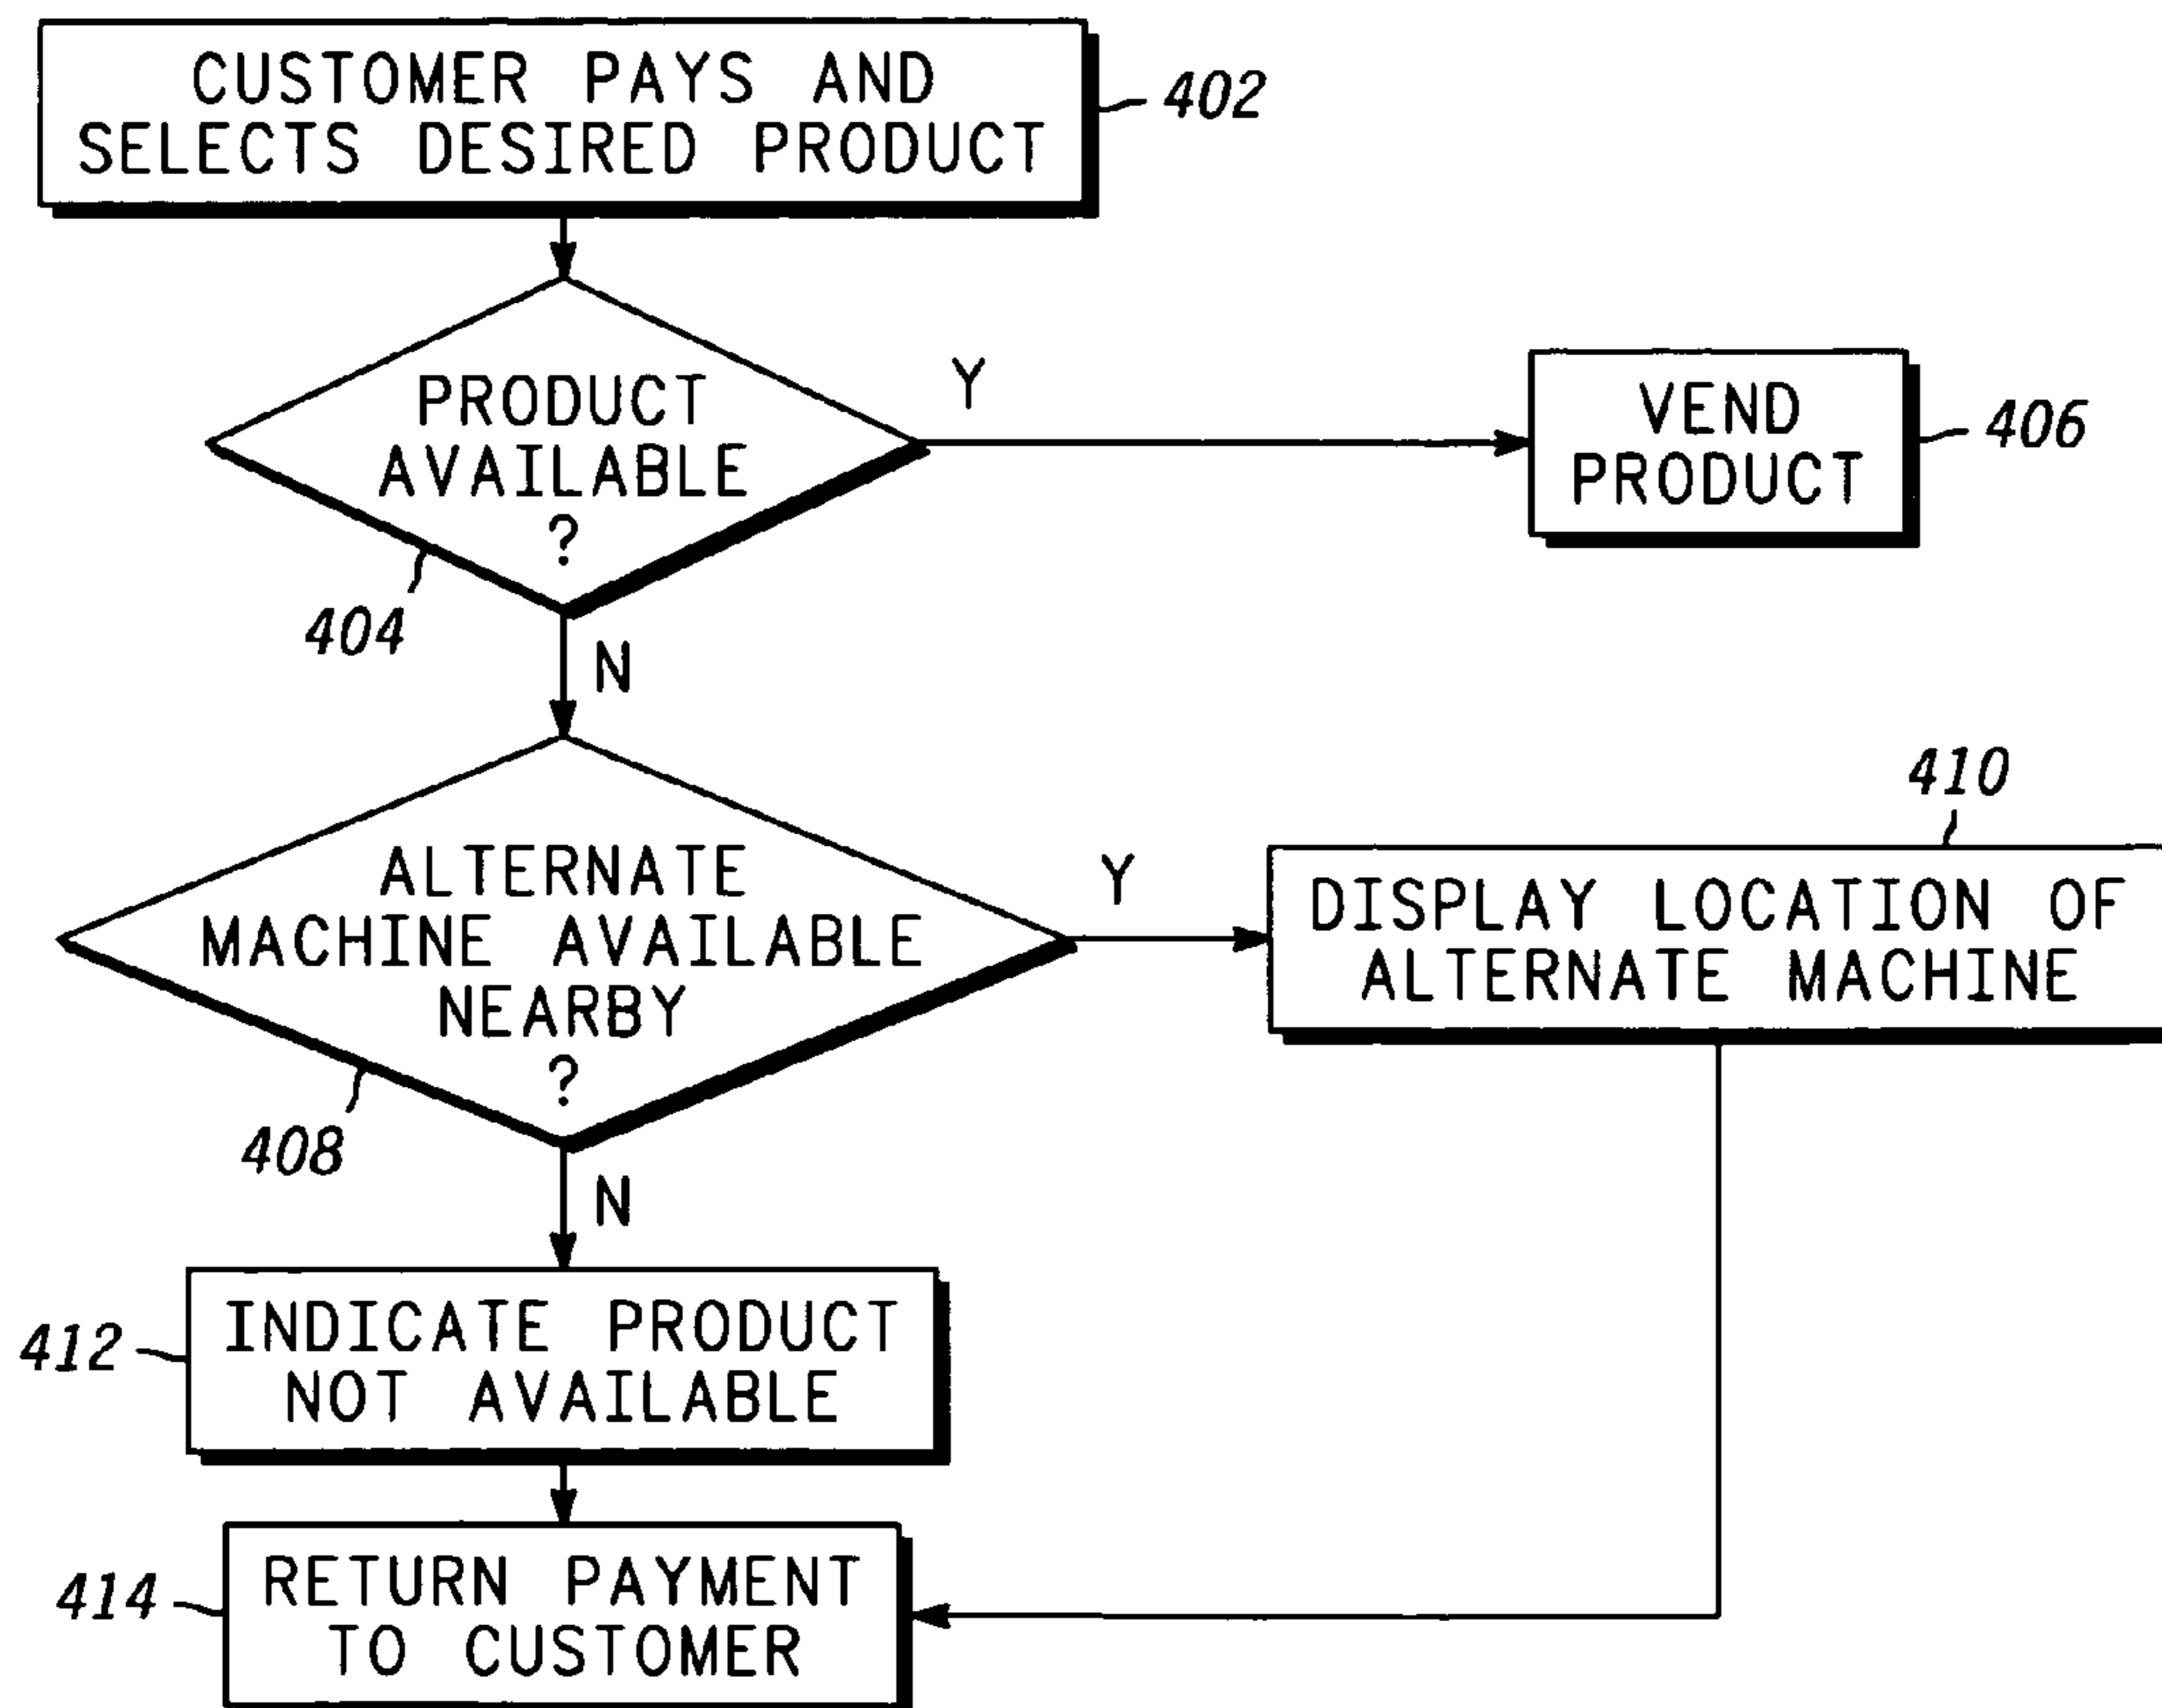 CUSTOMER PAYS AND
SELECTS DESIRED PRODUCT
402
PRODUCT
AVAILABLE
?
Y
404
N
VEND
PRODUCT
406
ALTERNATE
MACHINE AVAILABLE
NEARBY
?
Y
408
N
410
DISPLAY LOCATION OF
ALTERNATE MACHINE
412
INDICATE PRODUCT
NOT AVAILABLE
414
RETURN PAYMENT
TO CUSTOMER